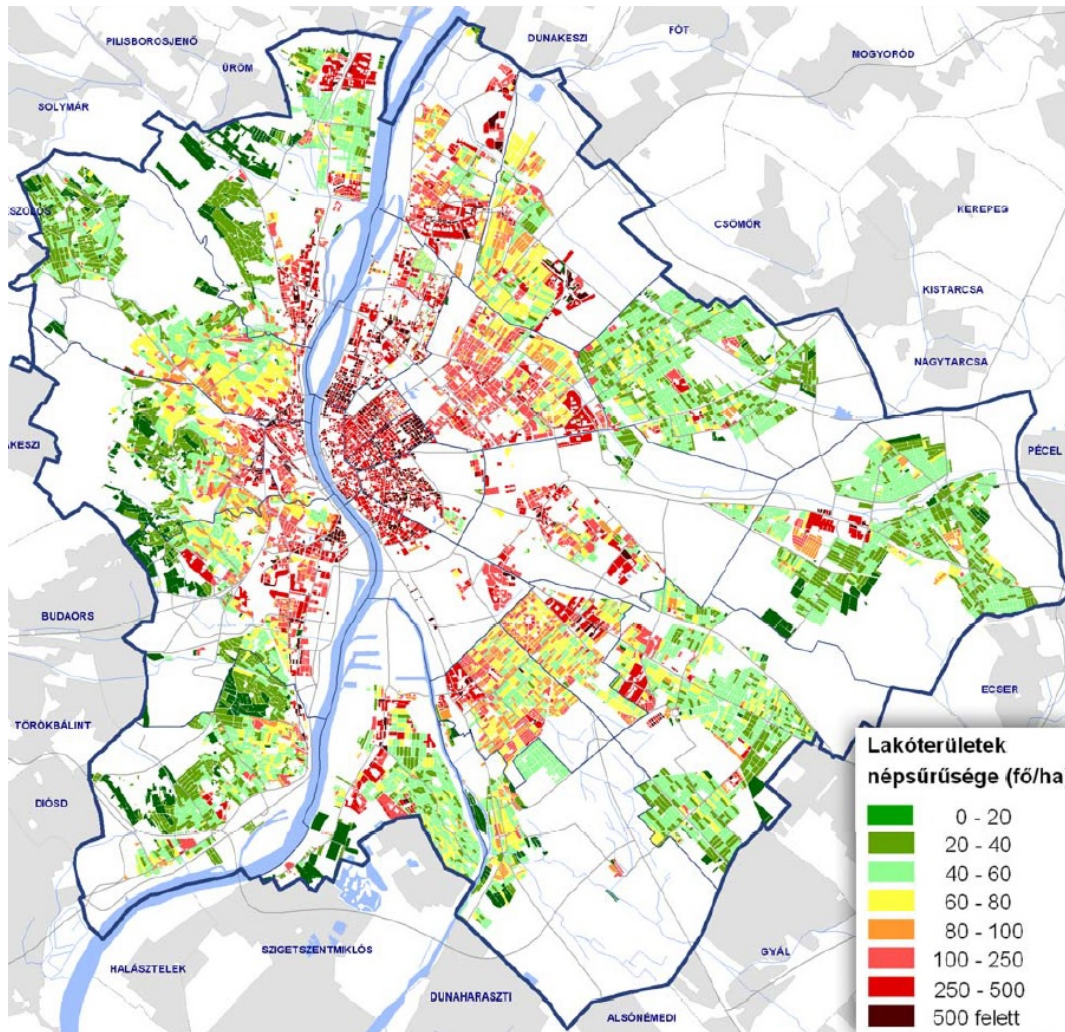 PILISBOROSJENŐ
ÜRÖM
SOLYMÁR
DUNAKESZI
FÓT
MOGYORÓD
CSÖMÖR
KEREPEG
KISTARCSA
NAGYTARCSA
PÉCEL
AKESZI
BUDAÖRS
TÖRÖKBÁLINT
DIÓSD
ECSER
HALÁSZTELEK
SZIGETSZENTMIKLÓS
DUNAHARASZTI
ALSÓNÉMEDI
GYÁL
Lakóterületek
népsűrűsége (fő/ha
0 - 20
20 - 40
40 - 60
60 - 80
80 - 100
100 - 250
250 - 500
500 felett